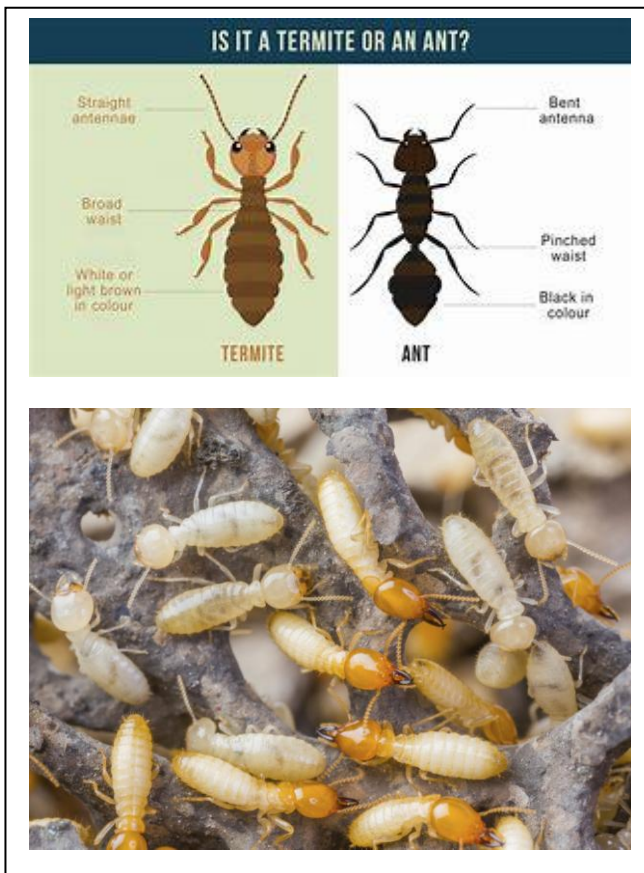 IS IT A TERMITE OR AN ANT?
Straight
antennae
Broad
waist
White or
light brown
in colour
TERMITE
Bent
antenna
Pinched
waist
Black in
colour
ANT